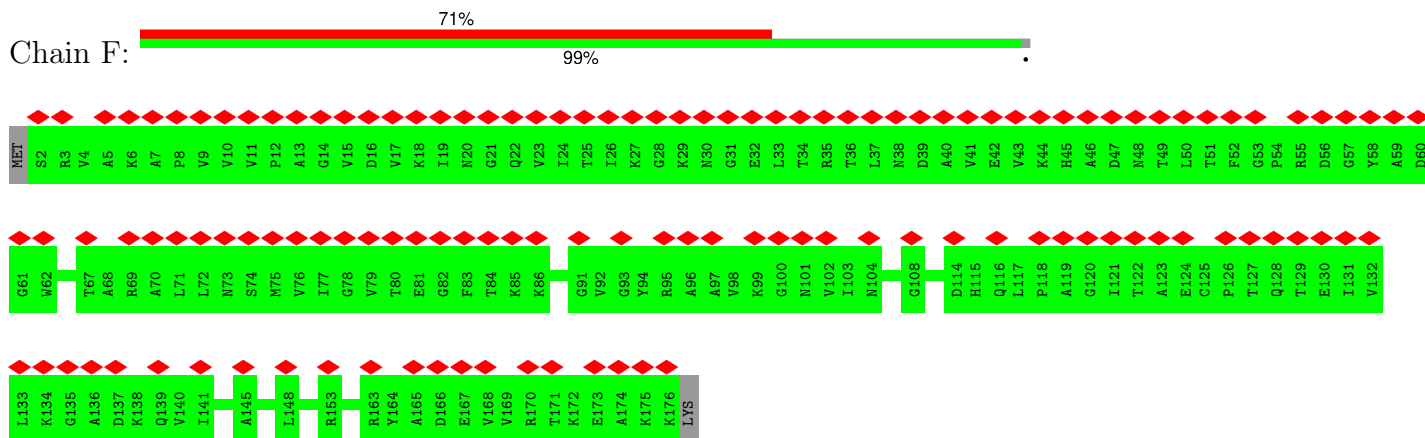 71%
Chain F:
99%
.
MET S2 R3 V4 A5 K6 A7 P8 V9 V10 V11 P12 A13 G14 V15 D16 V17 K18 I19 N20 G21 Q22 V23 I24 T25 I26 K27 G28 K29 N30 G31 E32 L33 T34 R35 T36 L37 N38 D39 A40 V41 E42 V43 K44 H45 A46 D47 N48 T49 L50 T51 F52 G53 P54 R55 D56 G57 Y58 A59 D60
G61 W62 T67 A68 R69 A70 L71 L72 N73 S74 M75 V76 I77 G78 V79 T80 E81 G82 F83 T84 K85 K86 G91 V92 G93 Y94 R95 A96 A97 V98 K99 G100 N101 V102 I103 N104 G108 D114 H115 Q116 L117 P118 A119 G120 I121 T122 A123 E124 C125 P126 T127 Q128 T129 E130 I131 V132
L133 K134 G135 A136 D137 K138 Q139 V140 I141 A145 L148 R153 R163 Y164 A165 D166 E167 V168 V169 R170 T171 K172 E173 A174 K175 K176 LYS